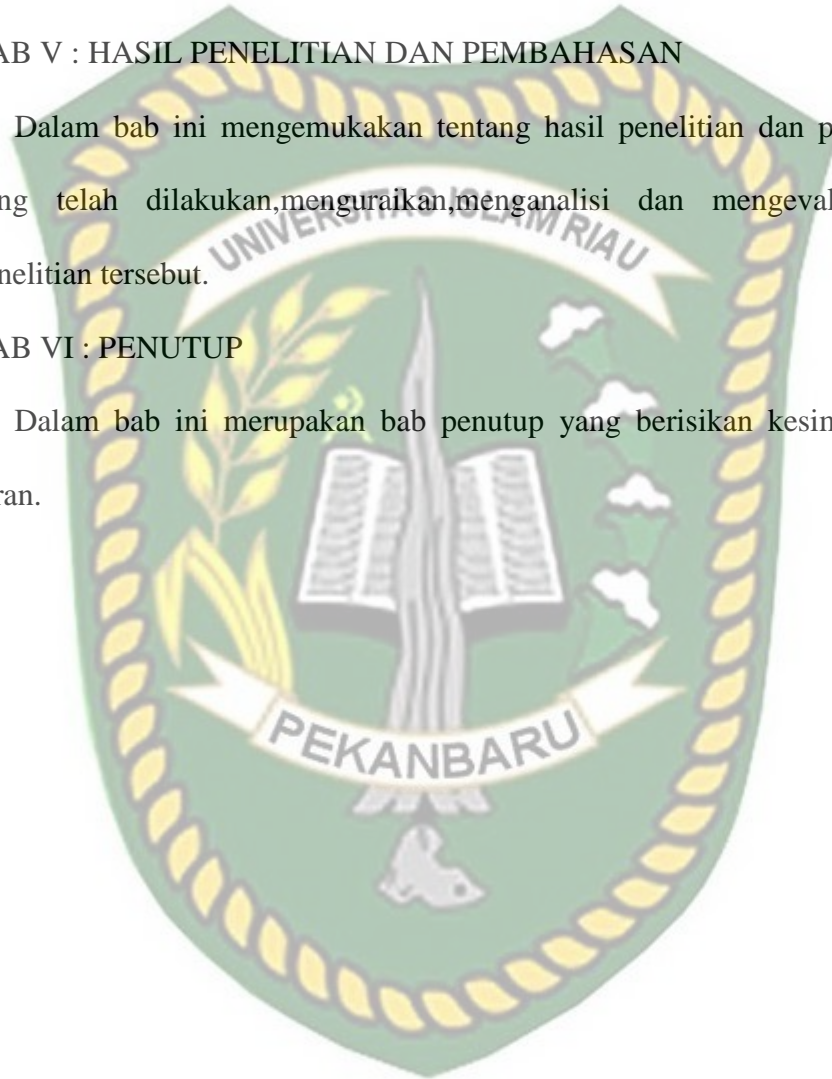 AB V : HASIL PENELITIAN DAN PEMBAHASAN
Dalam bab ini mengemukakan tentang hasil penelitian dan p
ng telah dilakukan,menguraikan,menganalisi dan mengeval
UNIVERSITAS ISLAM RIAU
nelitian tersebut.
AB VI : PENUTUP
Dalam bab ini merupakan bab penutup yang berisikan kesin
ran.
PEKANBARU